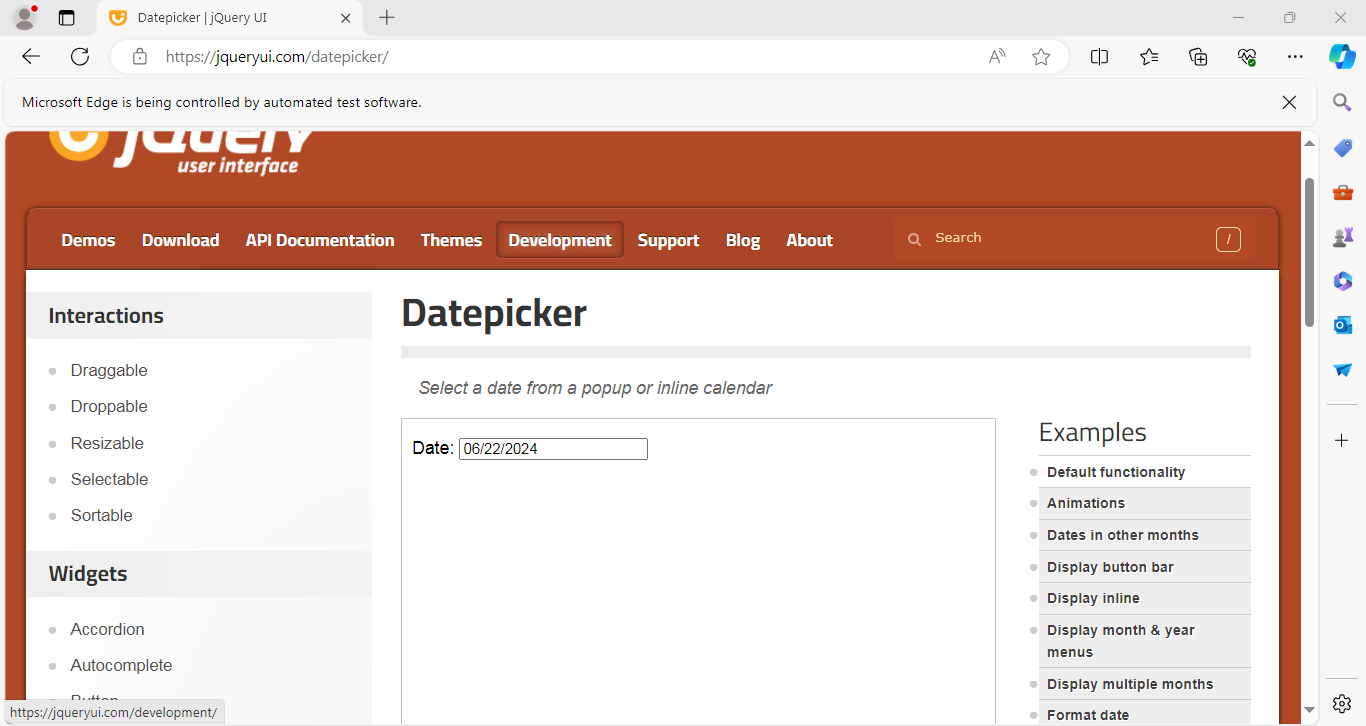 Datepicker | jQuery UI
https://jqueryui.com/datepicker/
Microsoft Edge is being controlled by automated test software.
jQuery
user interface
Demos Download API Documentation Themes Development Support Blog About Search /
Interactions
Draggable
Droppable
Resizable
Selectable
Sortable
Widgets
Accordion
Autocomplete
Button
Datepicker
Select a date from a popup or inline calendar
Date: 06/22/2024
Examples
Default functionality
Animations
Dates in other months
Display button bar
Display inline
Display month & year
menus
Display multiple months
Format date
https://jqueryui.com/development/